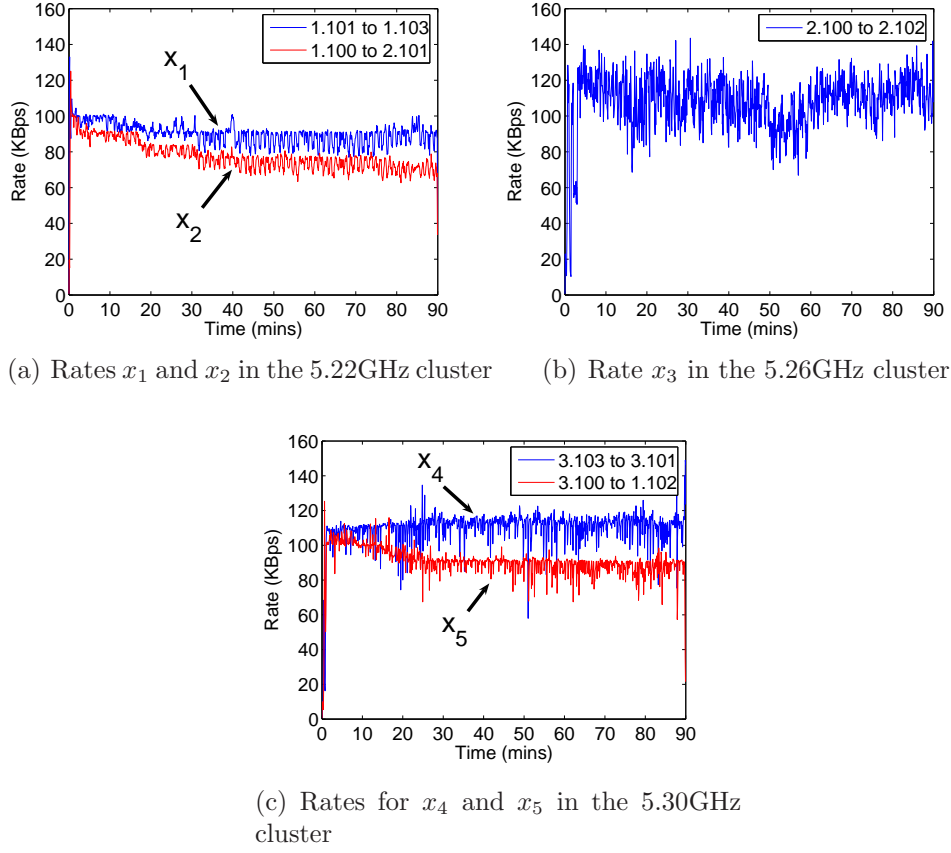 160
140
120
100
80
60
40
20
0
Rate (KBps)
1.101 to 1.103
1.100 to 2.101
x1
x2
0 10 20 30 40 50 60 70 80 90
Time (mins)
(a) Rates x1 and x2 in the 5.22GHz cluster
160
140
120
100
80
60
40
20
0
Rate (KBps)
2.100 to 2.102
0 10 20 30 40 50 60 70 80 90
Time (mins)
(b) Rate x3 in the 5.26GHz cluster
160
140
120
100
80
60
40
20
0
Rate (KBps)
3.103 to 3.101
3.100 to 1.102
x4
x5
0 10 20 30 40 50 60 70 80 90
Time (mins)
(c) Rates for x4 and x5 in the 5.30GHz
cluster